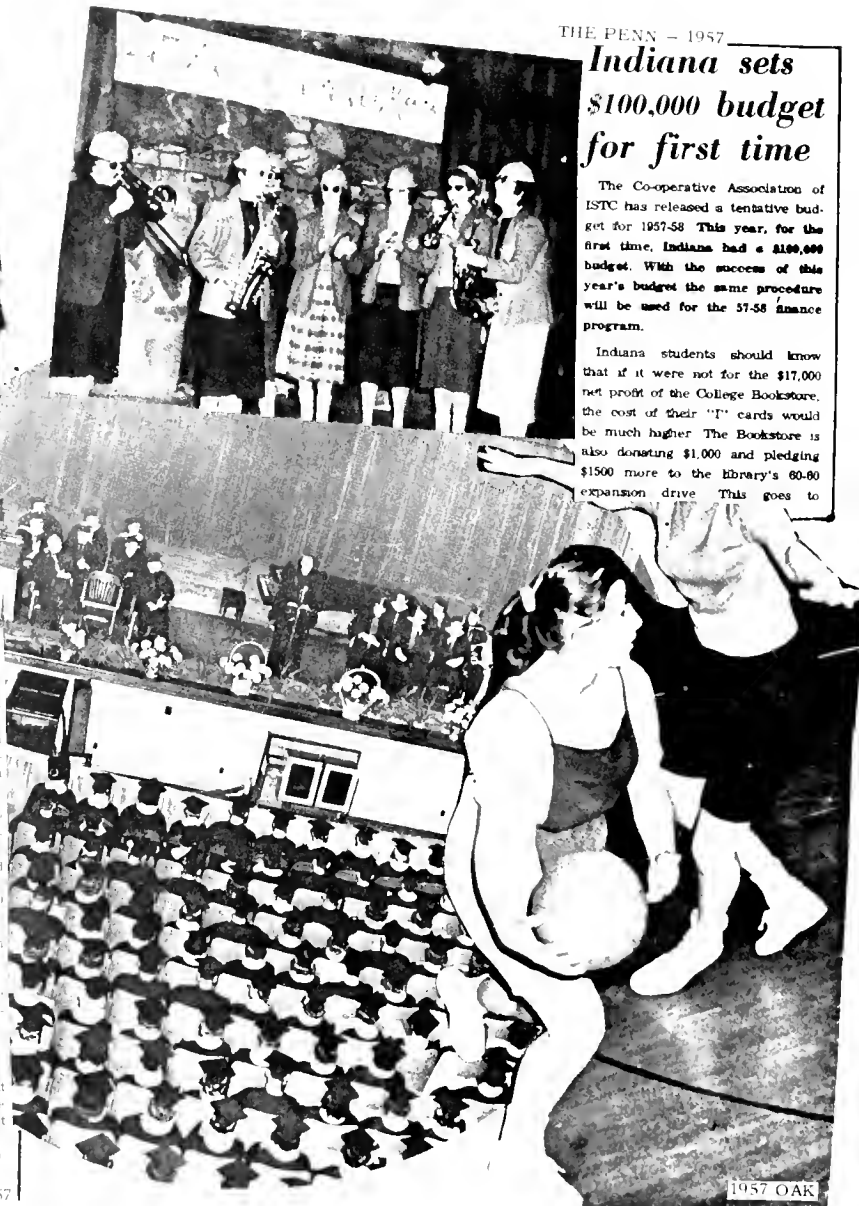 THE PENN – 1957
Indiana sets
$100,000 budget
for first time
The Co-operative Association of
ISTC has released a tentative bud-
get for 1957-58 This year, for the
first time, Indiana had a $100,000
budget. With the success of this
year's budget the same procedure
will be used for the 57-58 finance
program.
Indiana students should know
that if it were not for the $17,000
net profit of the College Bookstore,
the cost of their "I" cards would
be much higher The Bookstore is
also donating $1,000 and pledging
$1500 more to the library's 60-60
expansion drive This goes to
1957 OAK